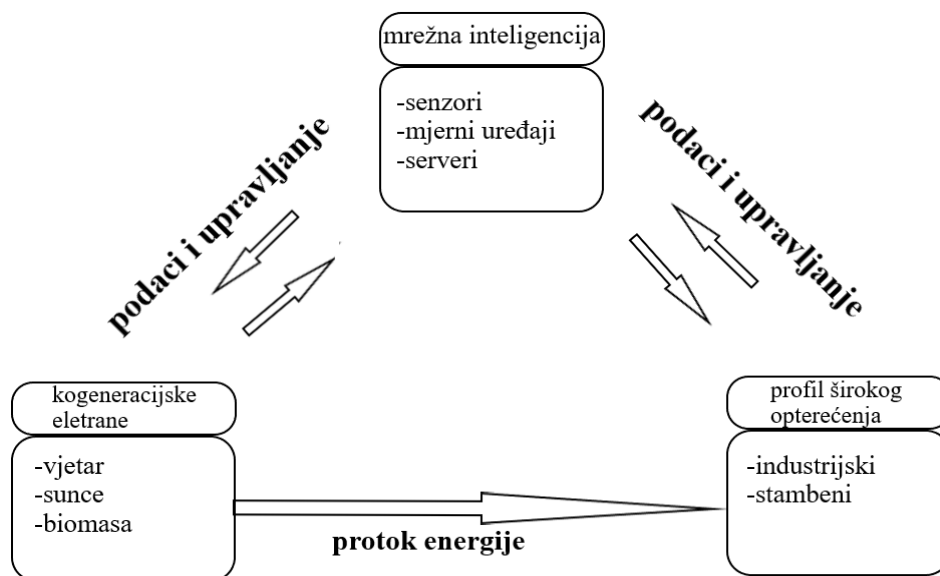 mrežna inteligencija
-senzori
-mjerni uređaji
-serveri
podaci i upravljanje
podaci i upravljanje
kogeneracijske
eletrane
-vjetar
-sunce
-biomasa
profil širokog
opterećenja
-industrijski
-stambeni
protok energije